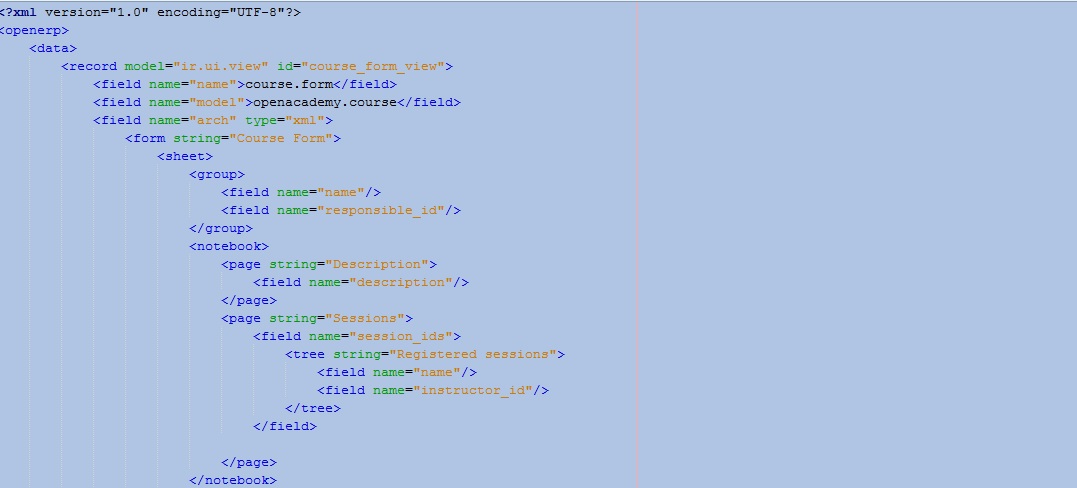 <?xml version="1.0" encoding="UTF-8"?>
<openerp>
    <data>
        <record model="ir.ui.view" id="course_form_view">
            <field name="name">course.form</field>
            <field name="model">openacademy.course</field>
            <field name="arch" type="xml">
                <form string="Course Form">
                    <sheet>
                        <group>
                            <field name="name"/>
                            <field name="responsible_id"/>
                        </group>
                        <notebook>
                            <page string="Description">
                                <field name="description"/>
                            </page>
                            <page string="Sessions">
                                <field name="session_ids">
                                    <tree string="Registered sessions">
                                        <field name="name"/>
                                        <field name="instructor_id"/>
                                    </tree>
                                </field>
                            </page>
                        </notebook>